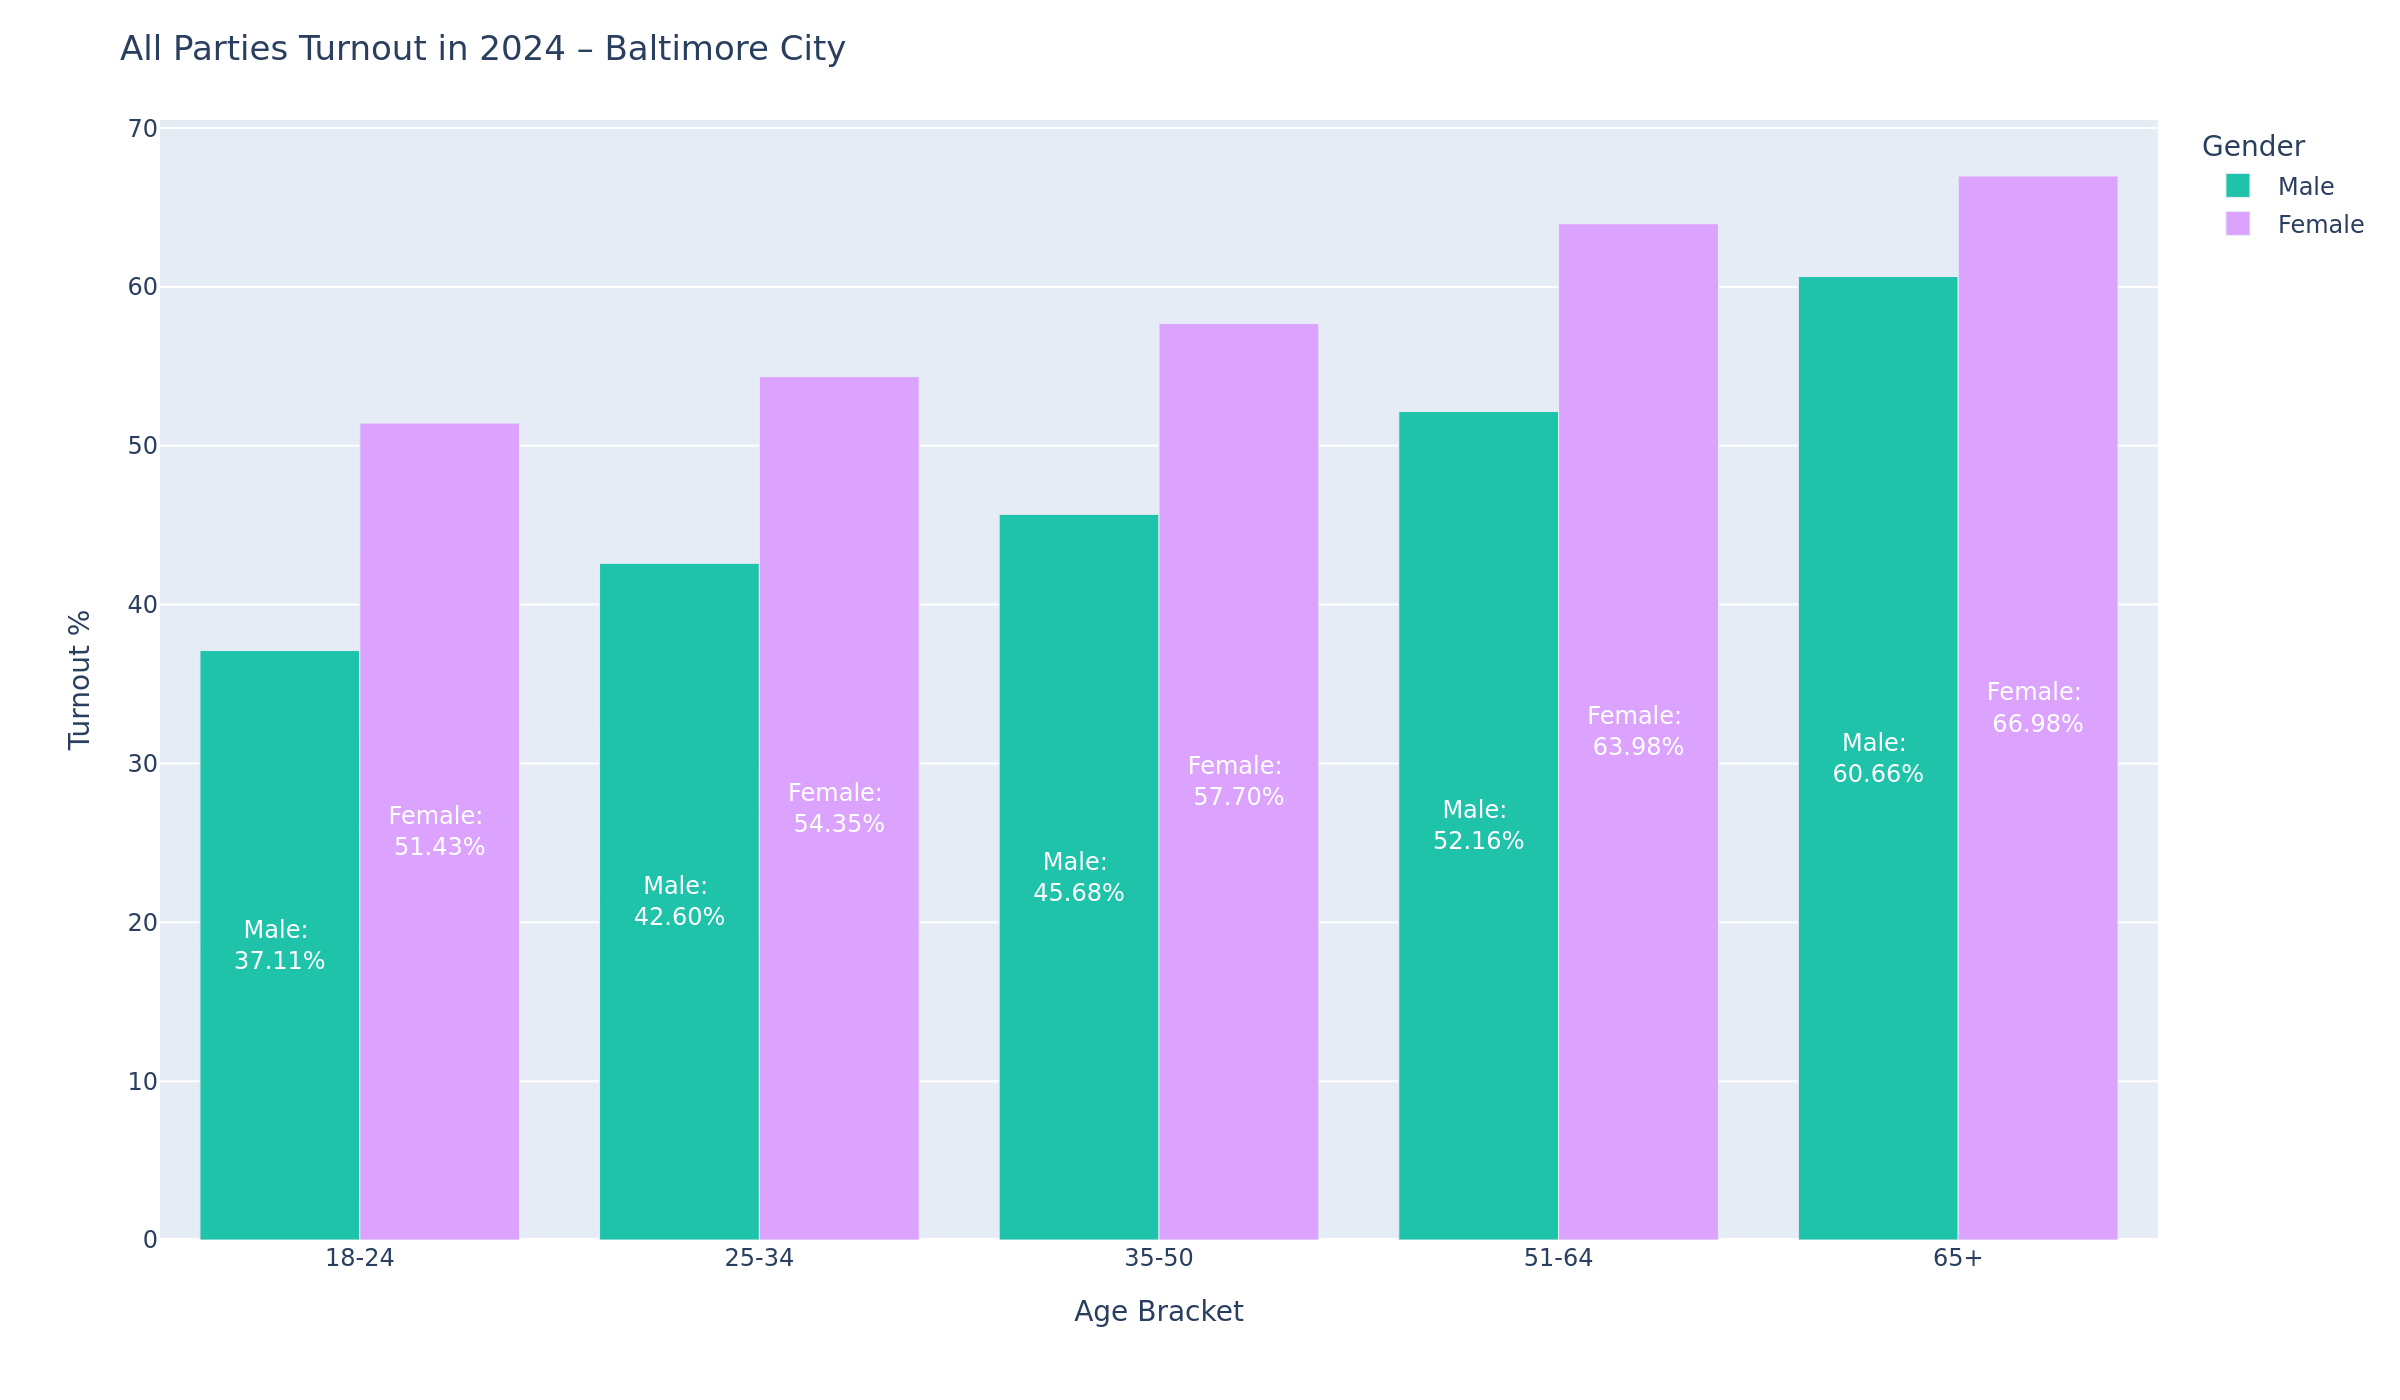 All Parties Turnout in 2024 – Baltimore City
Turnout %
70
60
50
40
30
20
10
0
Male:
37.11%
Female:
51.43%
Male:
42.60%
Female:
54.35%
Male:
45.68%
Female:
57.70%
Male:
52.16%
Female:
63.98%
Male:
60.66%
Female:
66.98%
18-24
25-34
35-50
51-64
65+
Age Bracket
Gender
Male
Female